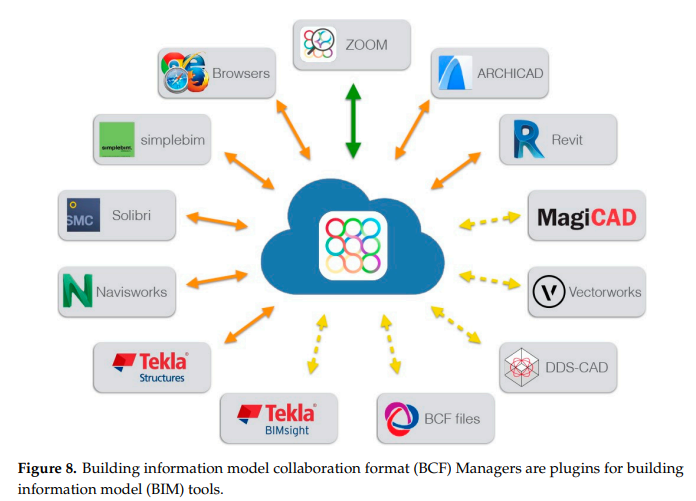 ZOOM
Browsers
ARCHICAD
simplebim
simplebim
Revit
SMC
Solibri
MagiCAD
Navisworks
Vectorworks
Tekla®
Structures
DDS-CAD
Tekla®
BIMsight
BCF files
Figure 8. Building information model collaboration format (BCF) Managers are plugins for building
information model (BIM) tools.